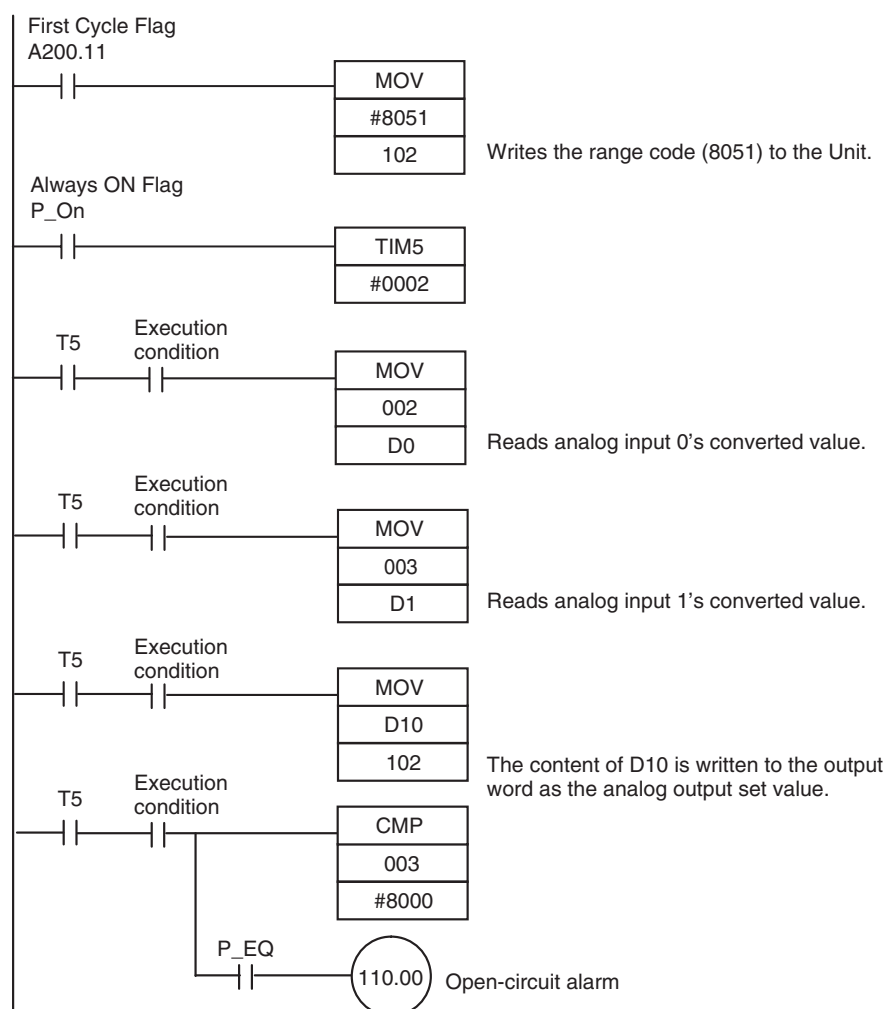 First Cycle Flag
A200.11
MOV
#8051
102
Writes the range code (8051) to the Unit.
Always ON Flag
P_On
TIM5
#0002
T5
Execution
condition
MOV
002
D0
Reads analog input 0's converted value.
T5
Execution
condition
MOV
003
D1
Reads analog input 1's converted value.
T5
Execution
condition
MOV
D10
102
The content of D10 is written to the output
word as the analog output set value.
T5
Execution
condition
CMP
003
#8000
P_EQ
110.00
Open-circuit alarm